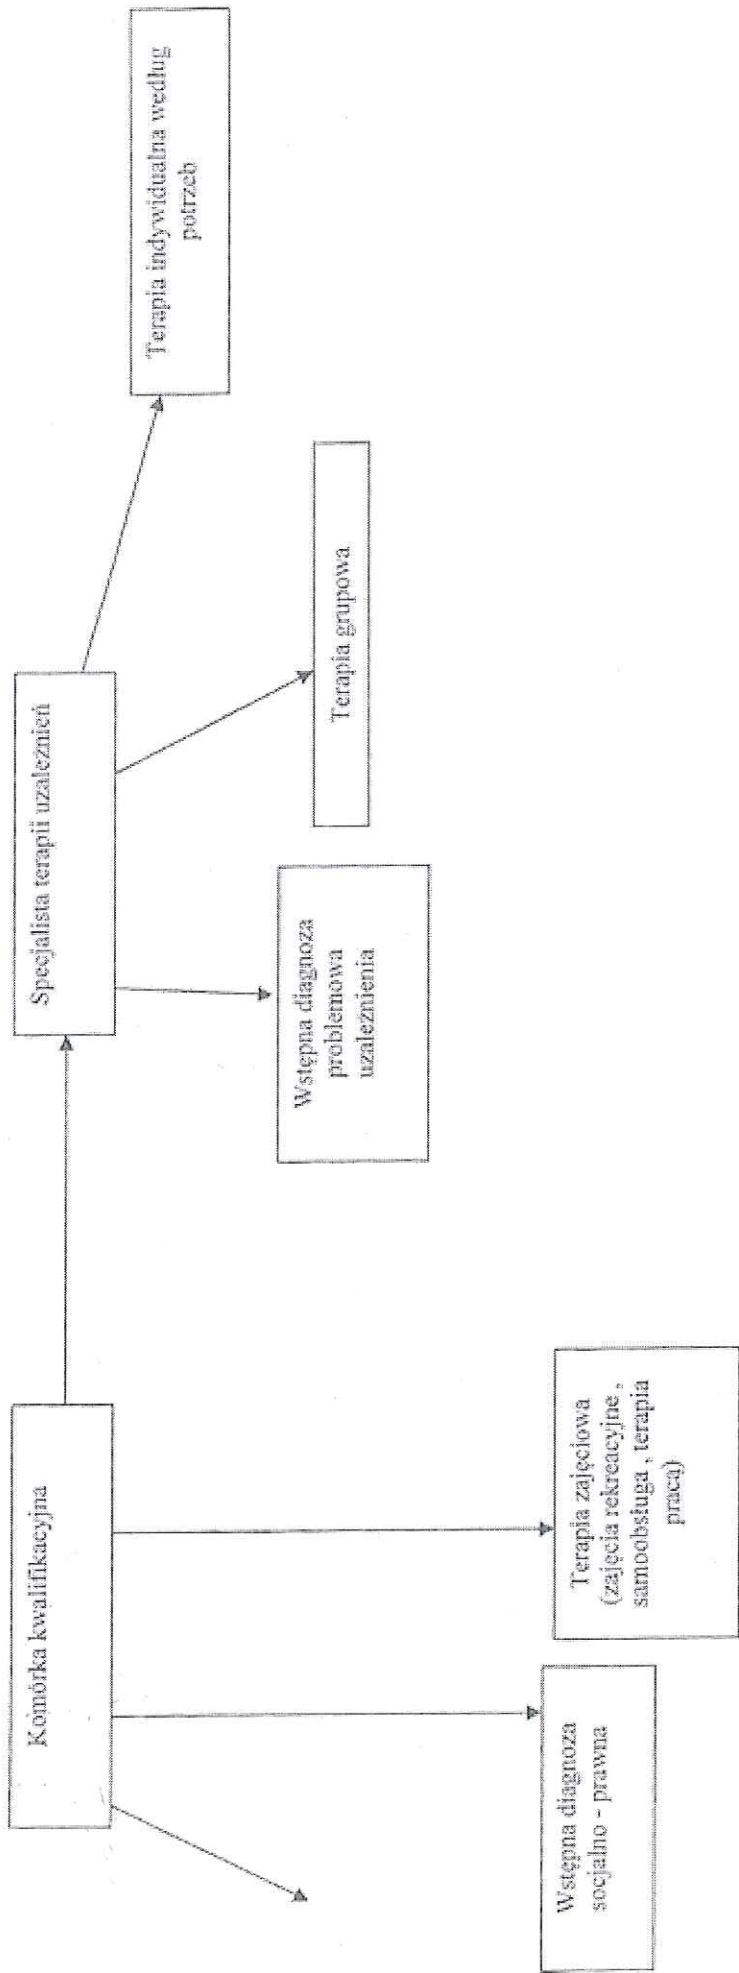 Komórka kwalifikacyjna
Specjalista terapii uzależnień
Terapia indywidualna według
potrzeb
Wstępna diagnoza
problemowa
uzależnienia
Terapia grupowa
Wstępna diagnoza
socjalno - prawna
Terapia zajęciowa
(zajęcia rekreacyjne ,
samoobsługa , terapia
pracą)